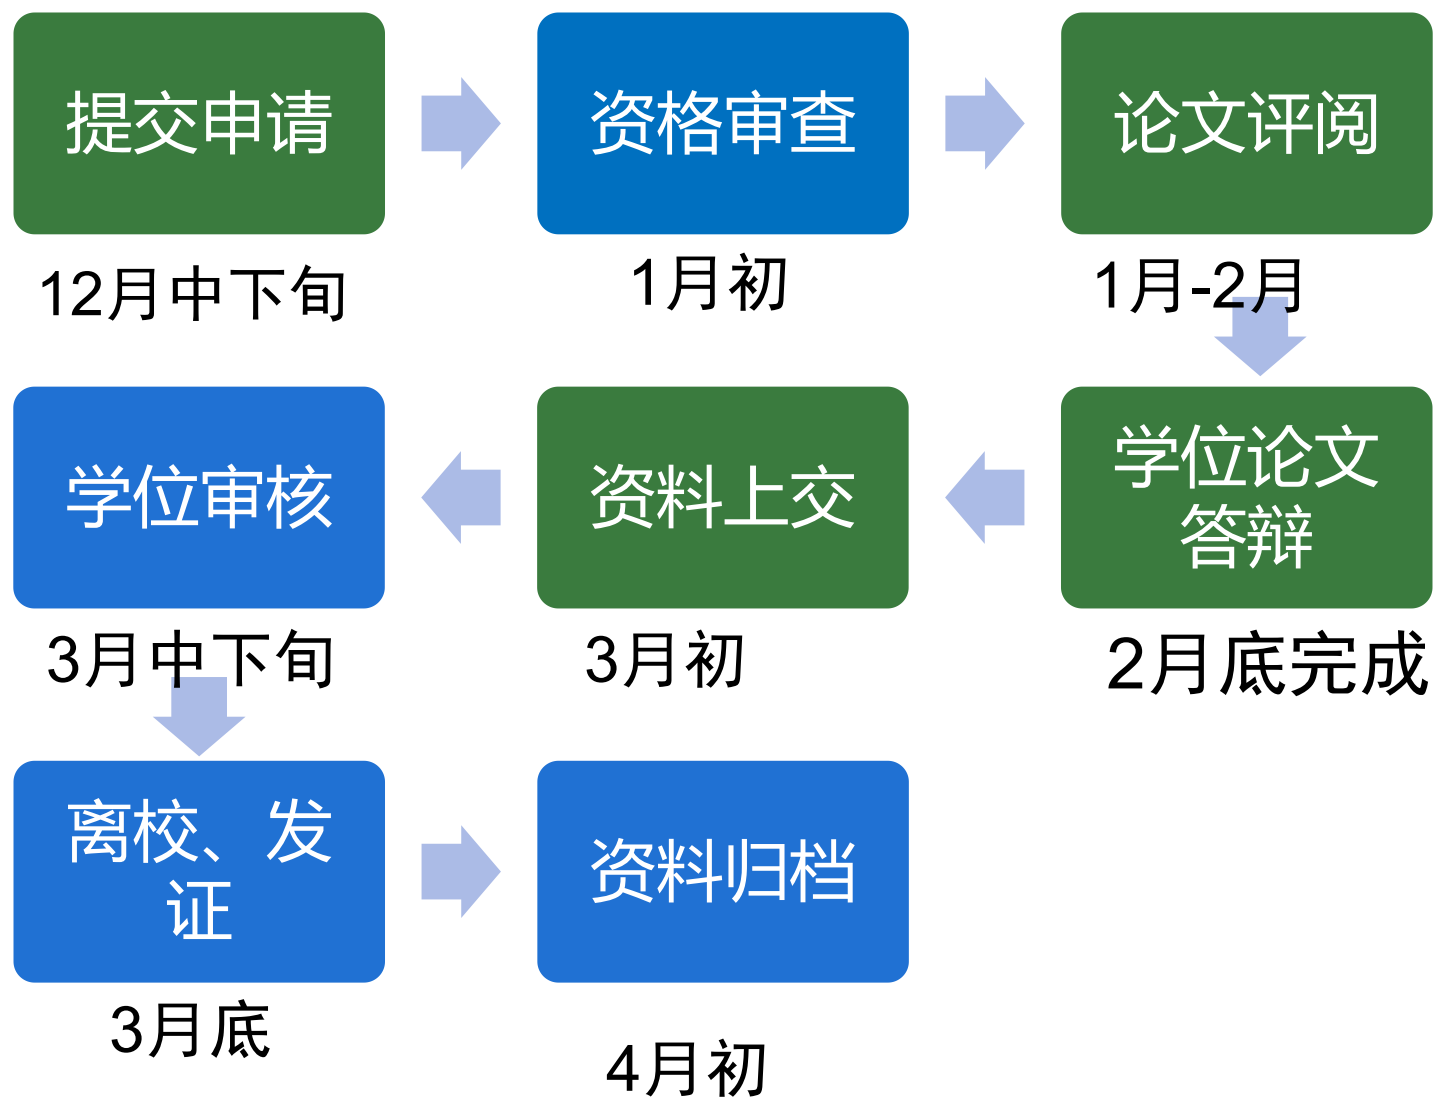 提交申请
12月中下旬
资格审查
1月初
论文评阅
1月-2月
学位论文
答辩
2月底完成
资料上交
3月初
学位审核
3月中下旬
离校、发
证
3月底
资料归档
4月初